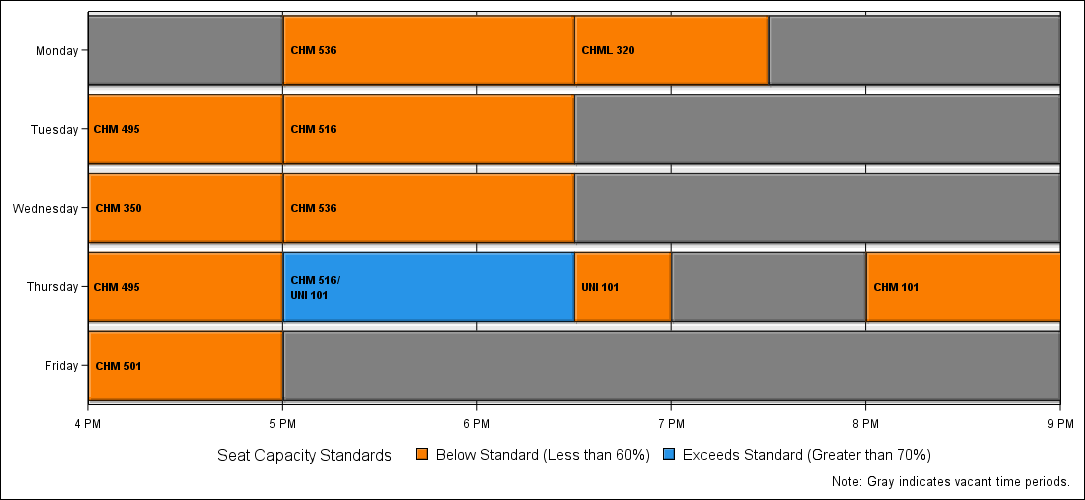 Monday
CHM 536
CHML 320
Tuesday
CHM 495
CHM 516
Wednesday
CHM 350
CHM 536
Thursday
CHM 495
CHM 516/
UNI 101
UNI 101
CHM 101
Friday
CHM 501
4 PM
5 PM
6 PM
7 PM
8 PM
9 PM
Seat Capacity Standards
Below Standard (Less than 60%)
Exceeds Standard (Greater than 70%)
Note: Gray indicates vacant time periods.